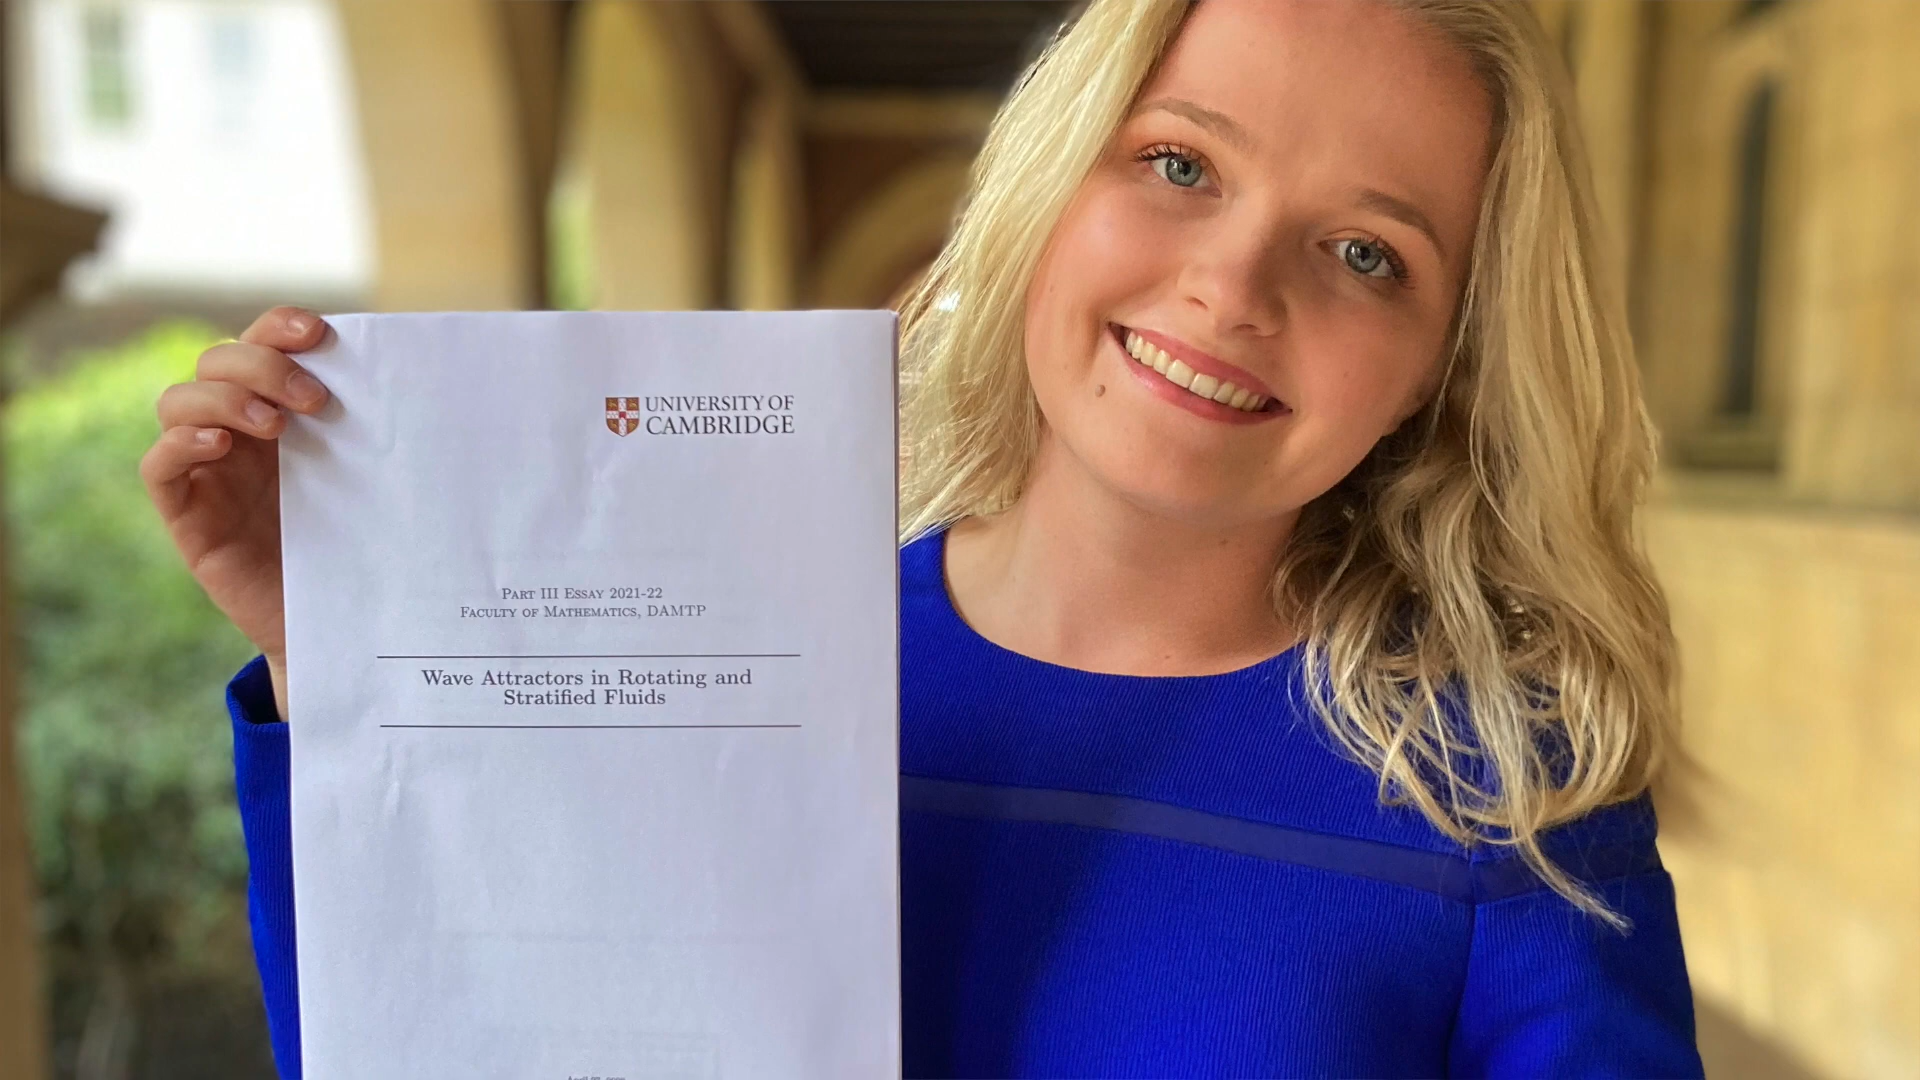 UNIVERSITY OF
CAMBRIDGE
PART III ESSAY 2021-22
FACULTY OF MATHEMATICS, DAMTP
Wave Attractors in Rotating and
Stratified Fluids